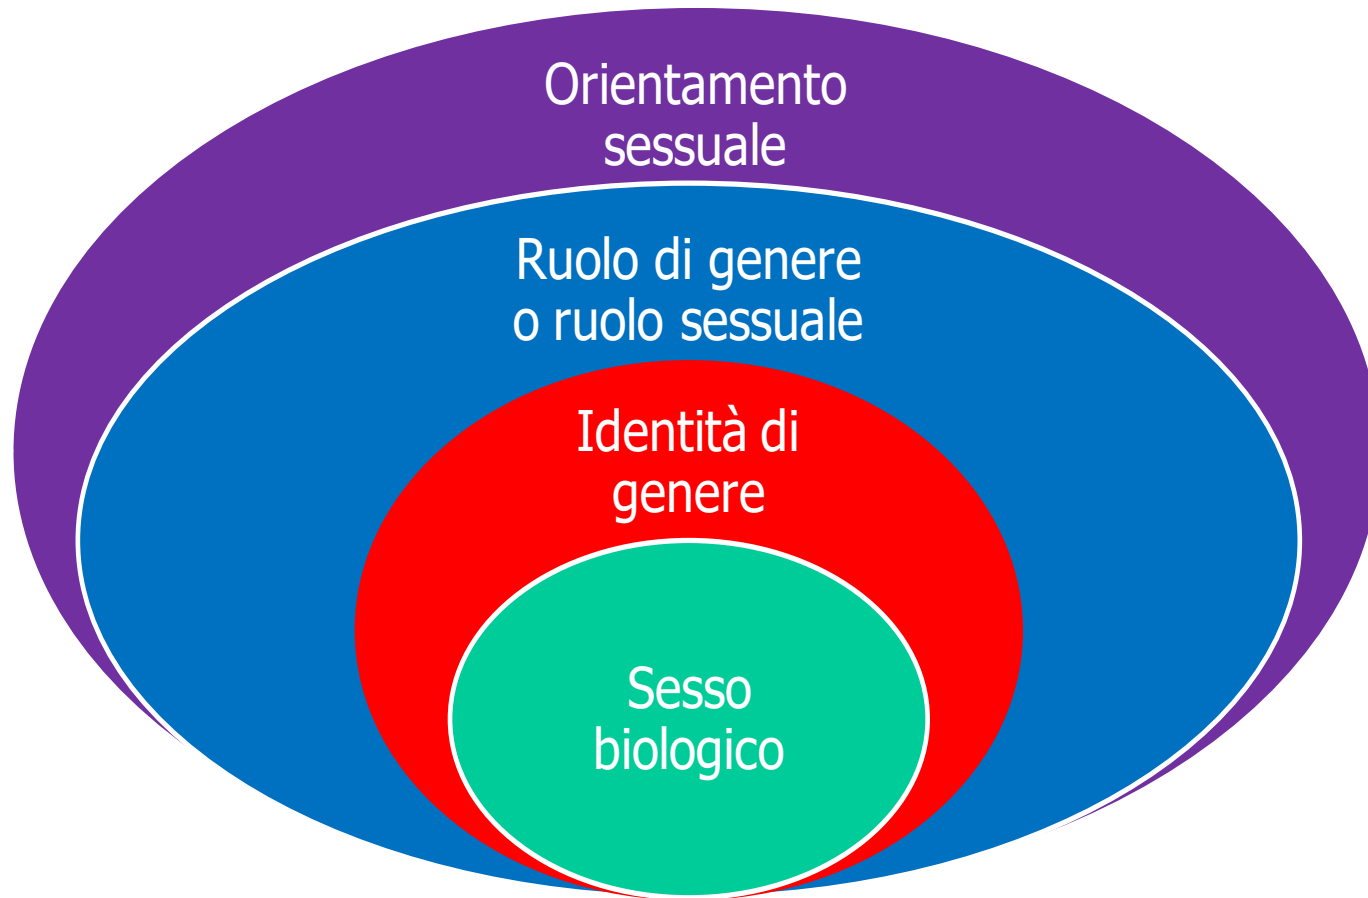 Orientamento
sessuale
Ruolo di genere
o ruolo sessuale
Identità di
genere
Sesso
biologico